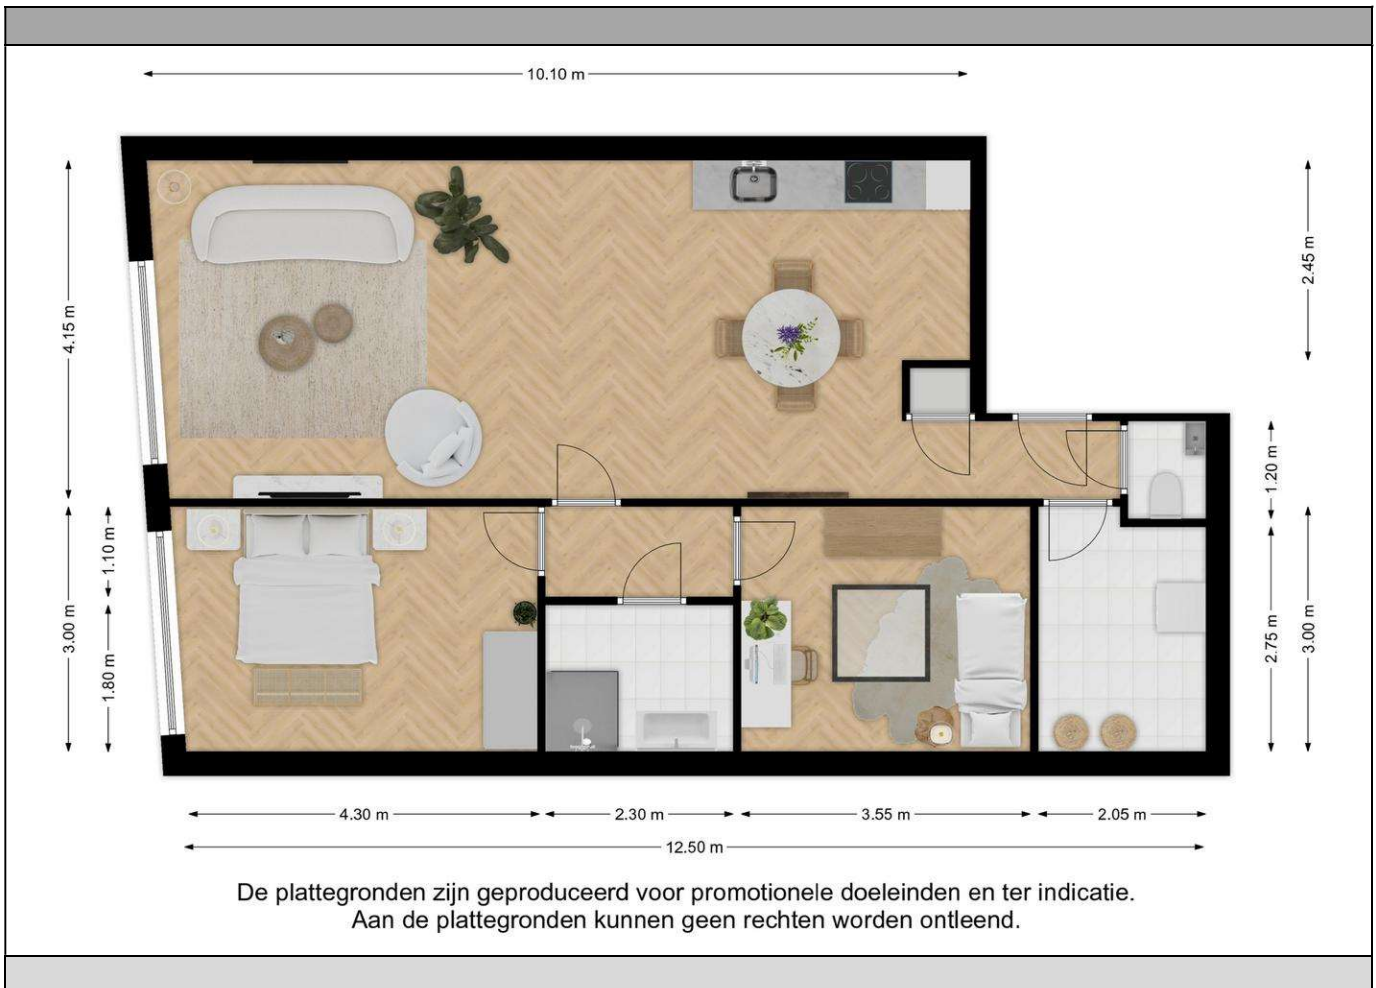 10.10 m
4.15 m
2.45 m
1.20 m
1.10 m
3.00 m
1.80 m
2.75 m
3.00 m
4.30 m
2.30 m
3.55 m
2.05 m
12.50 m
De plattegronden zijn geproduceerd voor promotionele doeleinden en ter indicatie.
Aan de plattegronden kunnen geen rechten worden ontleend.